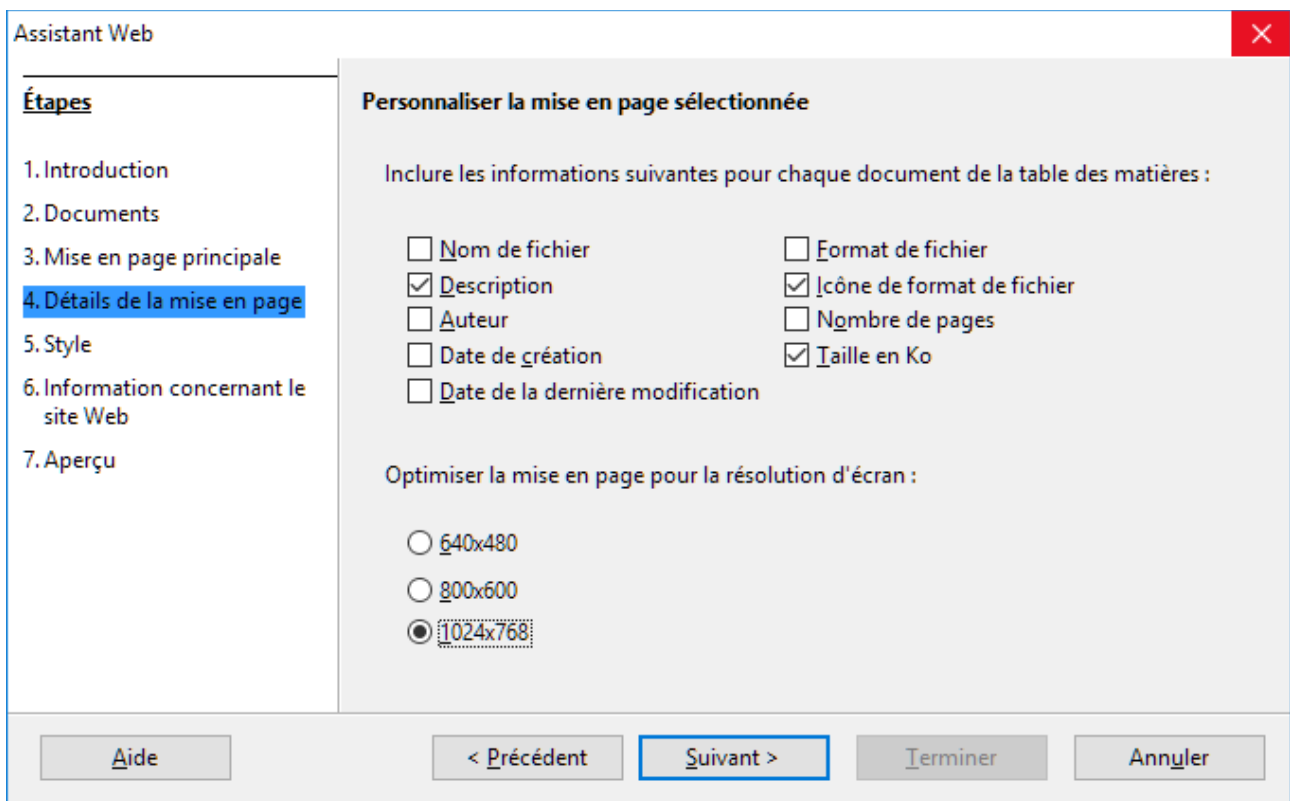 Assistant Web
Étapes
1. Introduction
2. Documents
3. Mise en page principale
4. Détails de la mise en page
5. Style
6. Information concernant le
site Web
7. Aperçu
Personnaliser la mise en page sélectionnée
Inclure les informations suivantes pour chaque document de la table des matières :
Nom de fichier
Description
Auteur
Date de création
Date de la dernière modification
Format de fichier
Icône de format de fichier
Nombre de pages
Taille en Ko
Optimiser la mise en page pour la résolution d'écran :
640x480
800x600
1024x768
Aide
< Précédent
Suivant >
Terminer
Annuler